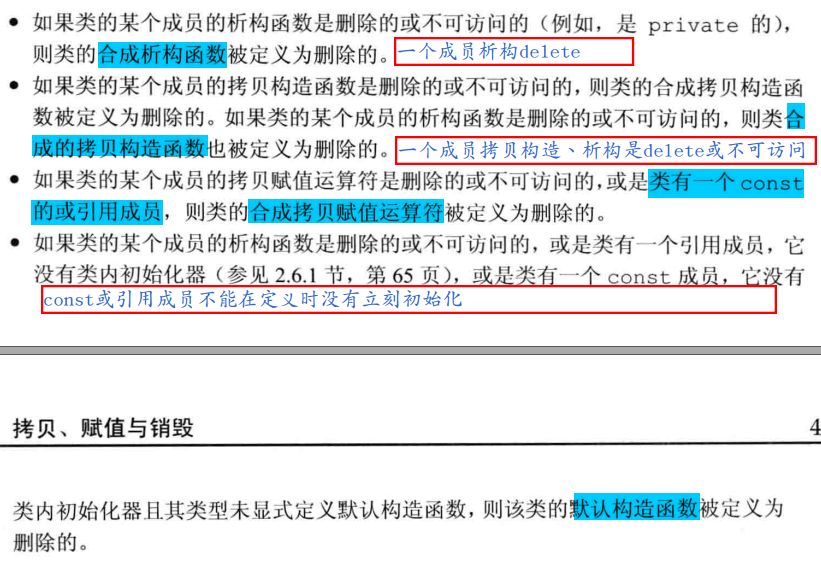 • 如果类的某个成员的析构函数是删除的或不可访问的（例如，是 private 的），
则类的合成析构函数被定义为删除的。 一个成员析构delete
• 如果类的某个成员的拷贝构造函数是删除的或不可访问的，则类的合成拷贝构造函
数被定义为删除的。如果类的某个成员的析构函数是删除的或不可访问的，则类合
成的拷贝构造函数也被定义为删除的。 一个成员拷贝构造、析构是delete或不可访问
• 如果类的某个成员的拷贝赋值运算符是删除的或不可访问的，或是类有一个 const
的或引用成员，则类的合成拷贝赋值运算符被定义为删除的。
• 如果类的某个成员的析构函数是删除的或不可访问的，或是类有一个引用成员，它
没有类内初始化器（参见 2.6.1 节，第 65 页），或是类有一个 const 成员，它没有
const或引用成员不能在定义时没有立刻初始化
拷贝、赋值与销毁 4
类内初始化器且其类型未显式定义默认构造函数，则该类的默认构造函数被定义为
删除的。